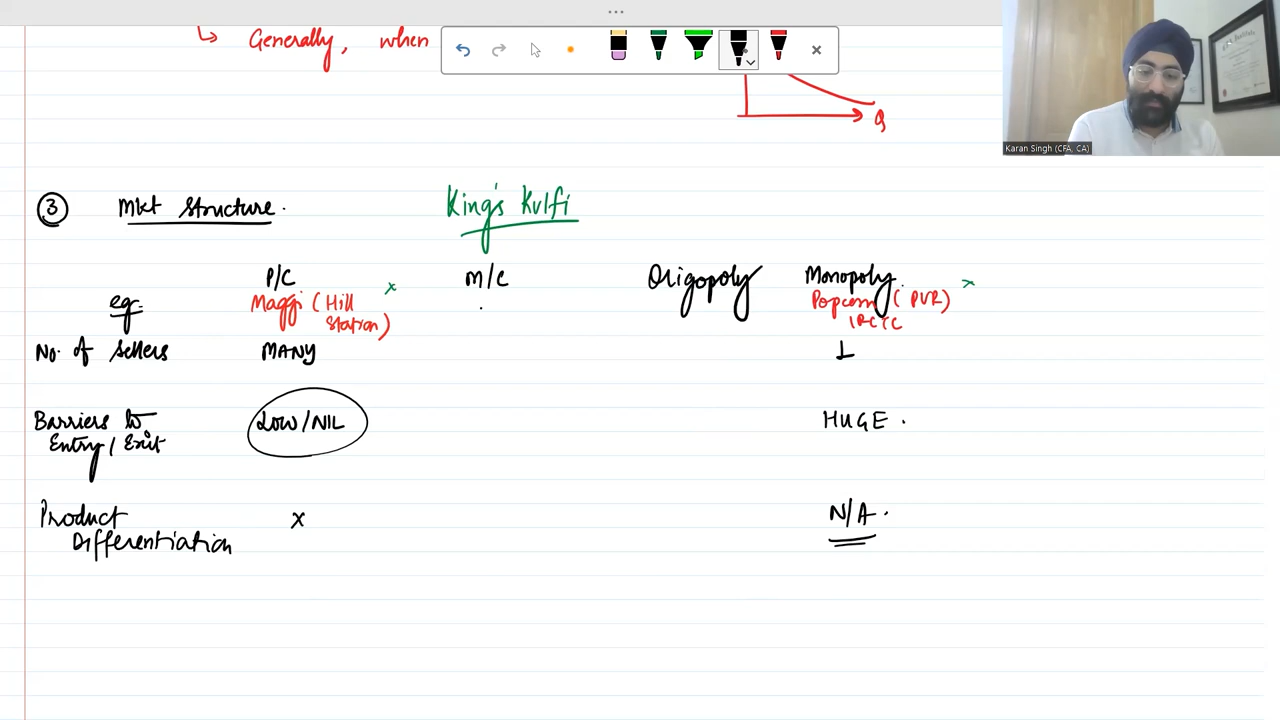 ↳ Generally, when
Q
Karan Singh (CFA, CA)
③ Mkt Structure. King's Kulfi
P/C M/C Oligopoly Monopoly.
eg. Maggi (Hill Station) x Popcorn (PVR) x
IRCTC
No. of Sellers MANY 1
Barriers to Entry/Exit Low/NIL HUGE.
Product Differentiation x N/A.